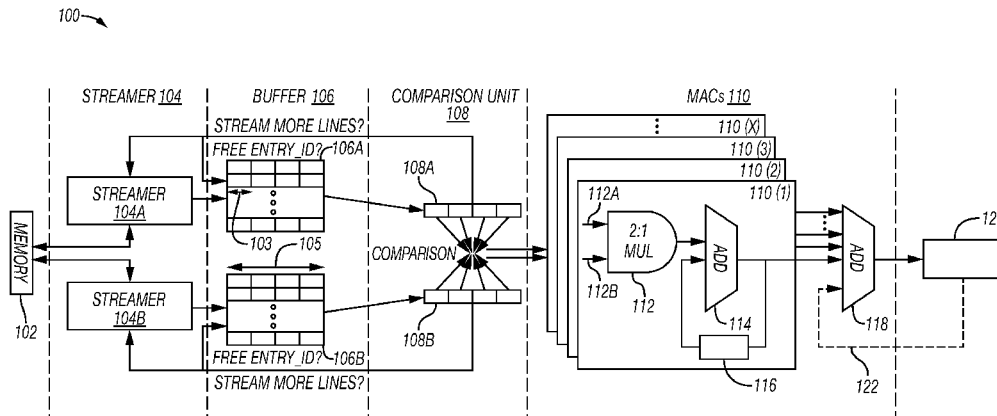 100
STREAMER 104
BUFFER 106
COMPARISON UNIT
108
MACs 110
STREAM MORE LINES?
FREE ENTRY_ID?
106A
STREAMER
104A
103
105
108A
COMPARISON
108B
MEMORY
102
STREAMER
104B
106B
FREE ENTRY_ID?
STREAM MORE LINES?
110 (X)
110 (3)
110 (2)
110 (1)
112A
2:1
MUL
112B
112
ADD
114
116
ADD
118
122